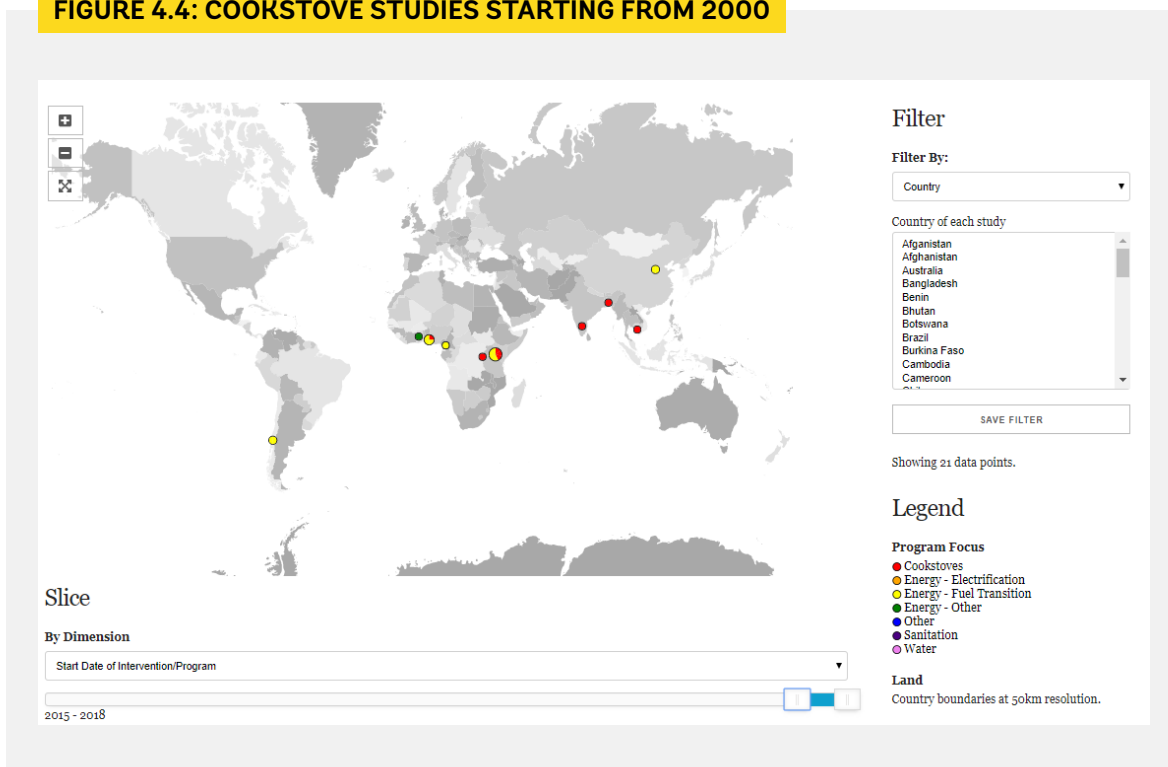 FIGURE 4.4: COOKSTOVE STUDIES STARTING FROM 2000
Filter
Filter By:
Country
Country of each study
Afganistan
Afghanistan
Australia
Bangladesh
Benin
Bhutan
Botswana
Brazil
Burkina Faso
Cambodia
Cameroon
SAVE FILTER
Showing 21 data points.
Legend
Program Focus
Cookstoves
Energy - Electrification
Energy - Fuel Transition
Energy - Other
Other
Sanitation
Water
Land
Country boundaries at 50km resolution.
Slice
By Dimension
Start Date of Intervention/Program
2015 - 2018